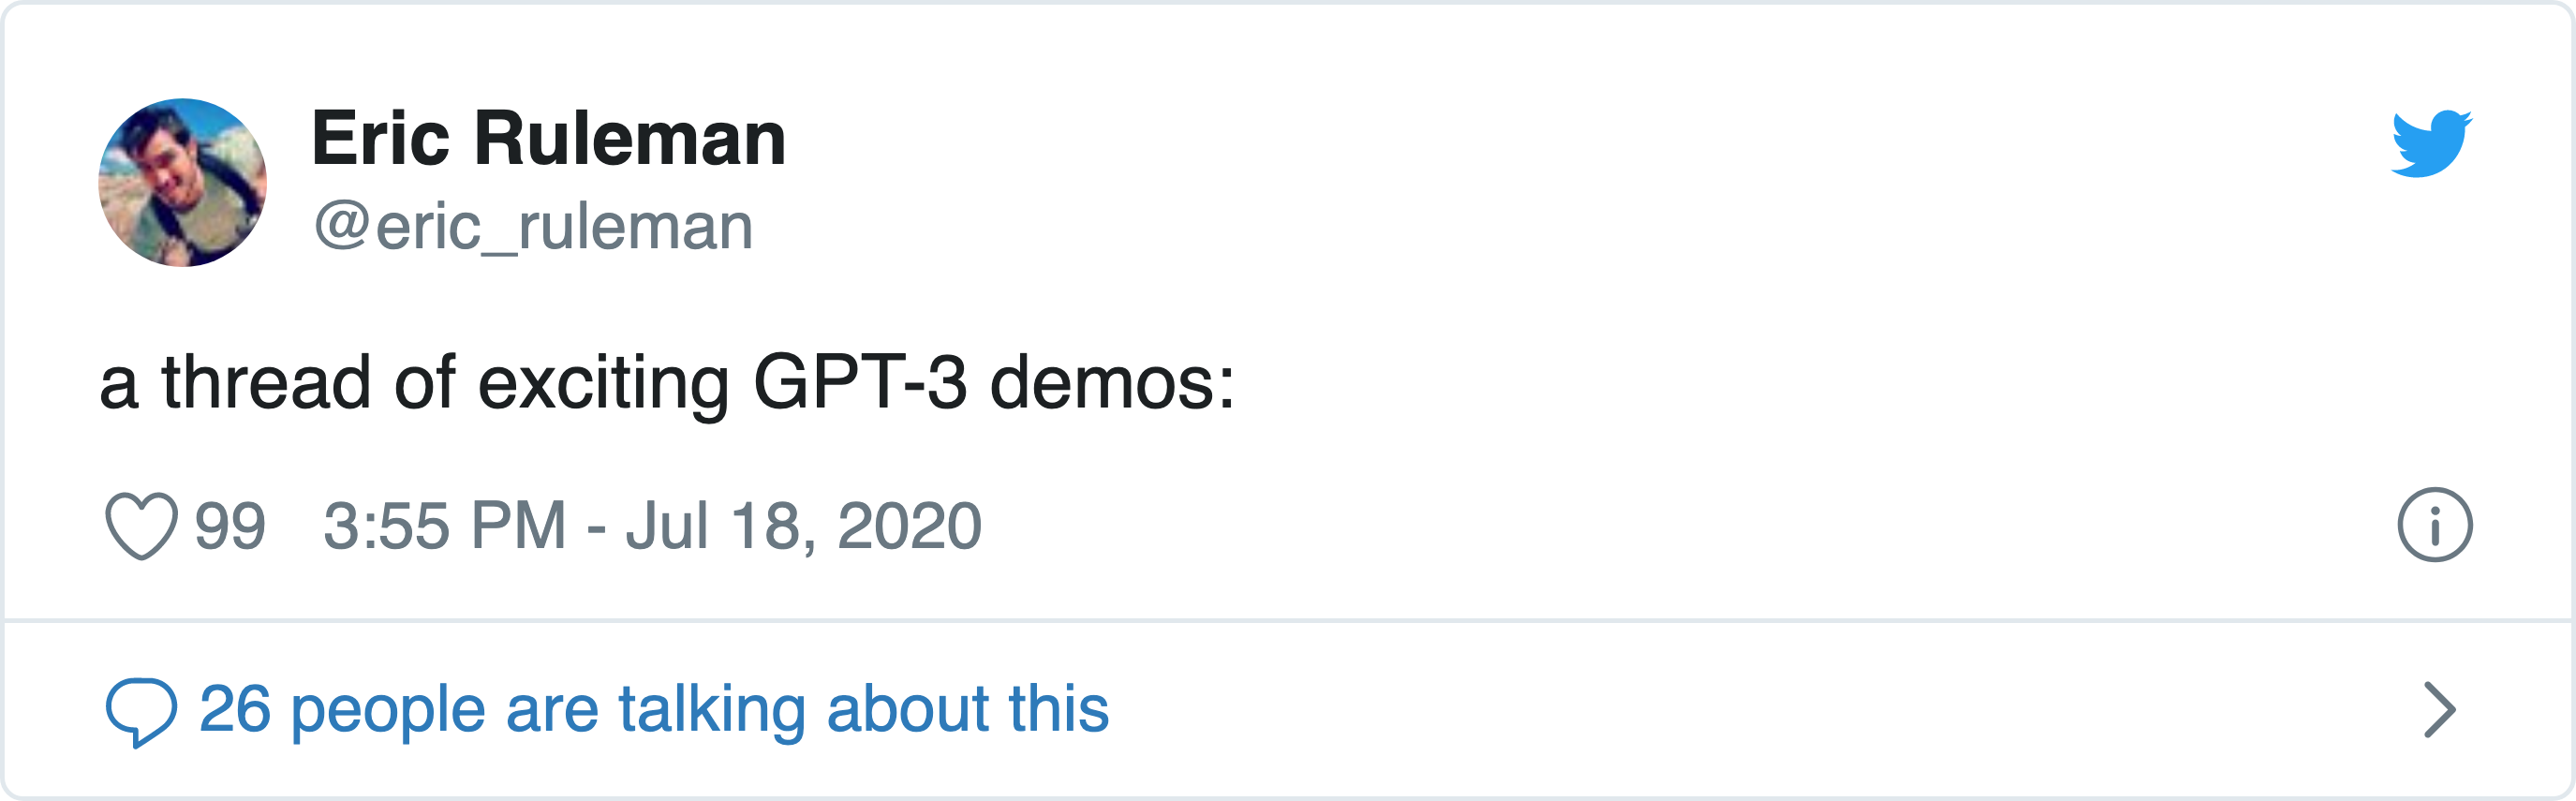 Eric Ruleman
@eric_ruleman
a thread of exciting GPT-3 demos:
99 3:55 PM - Jul 18, 2020
26 people are talking about this